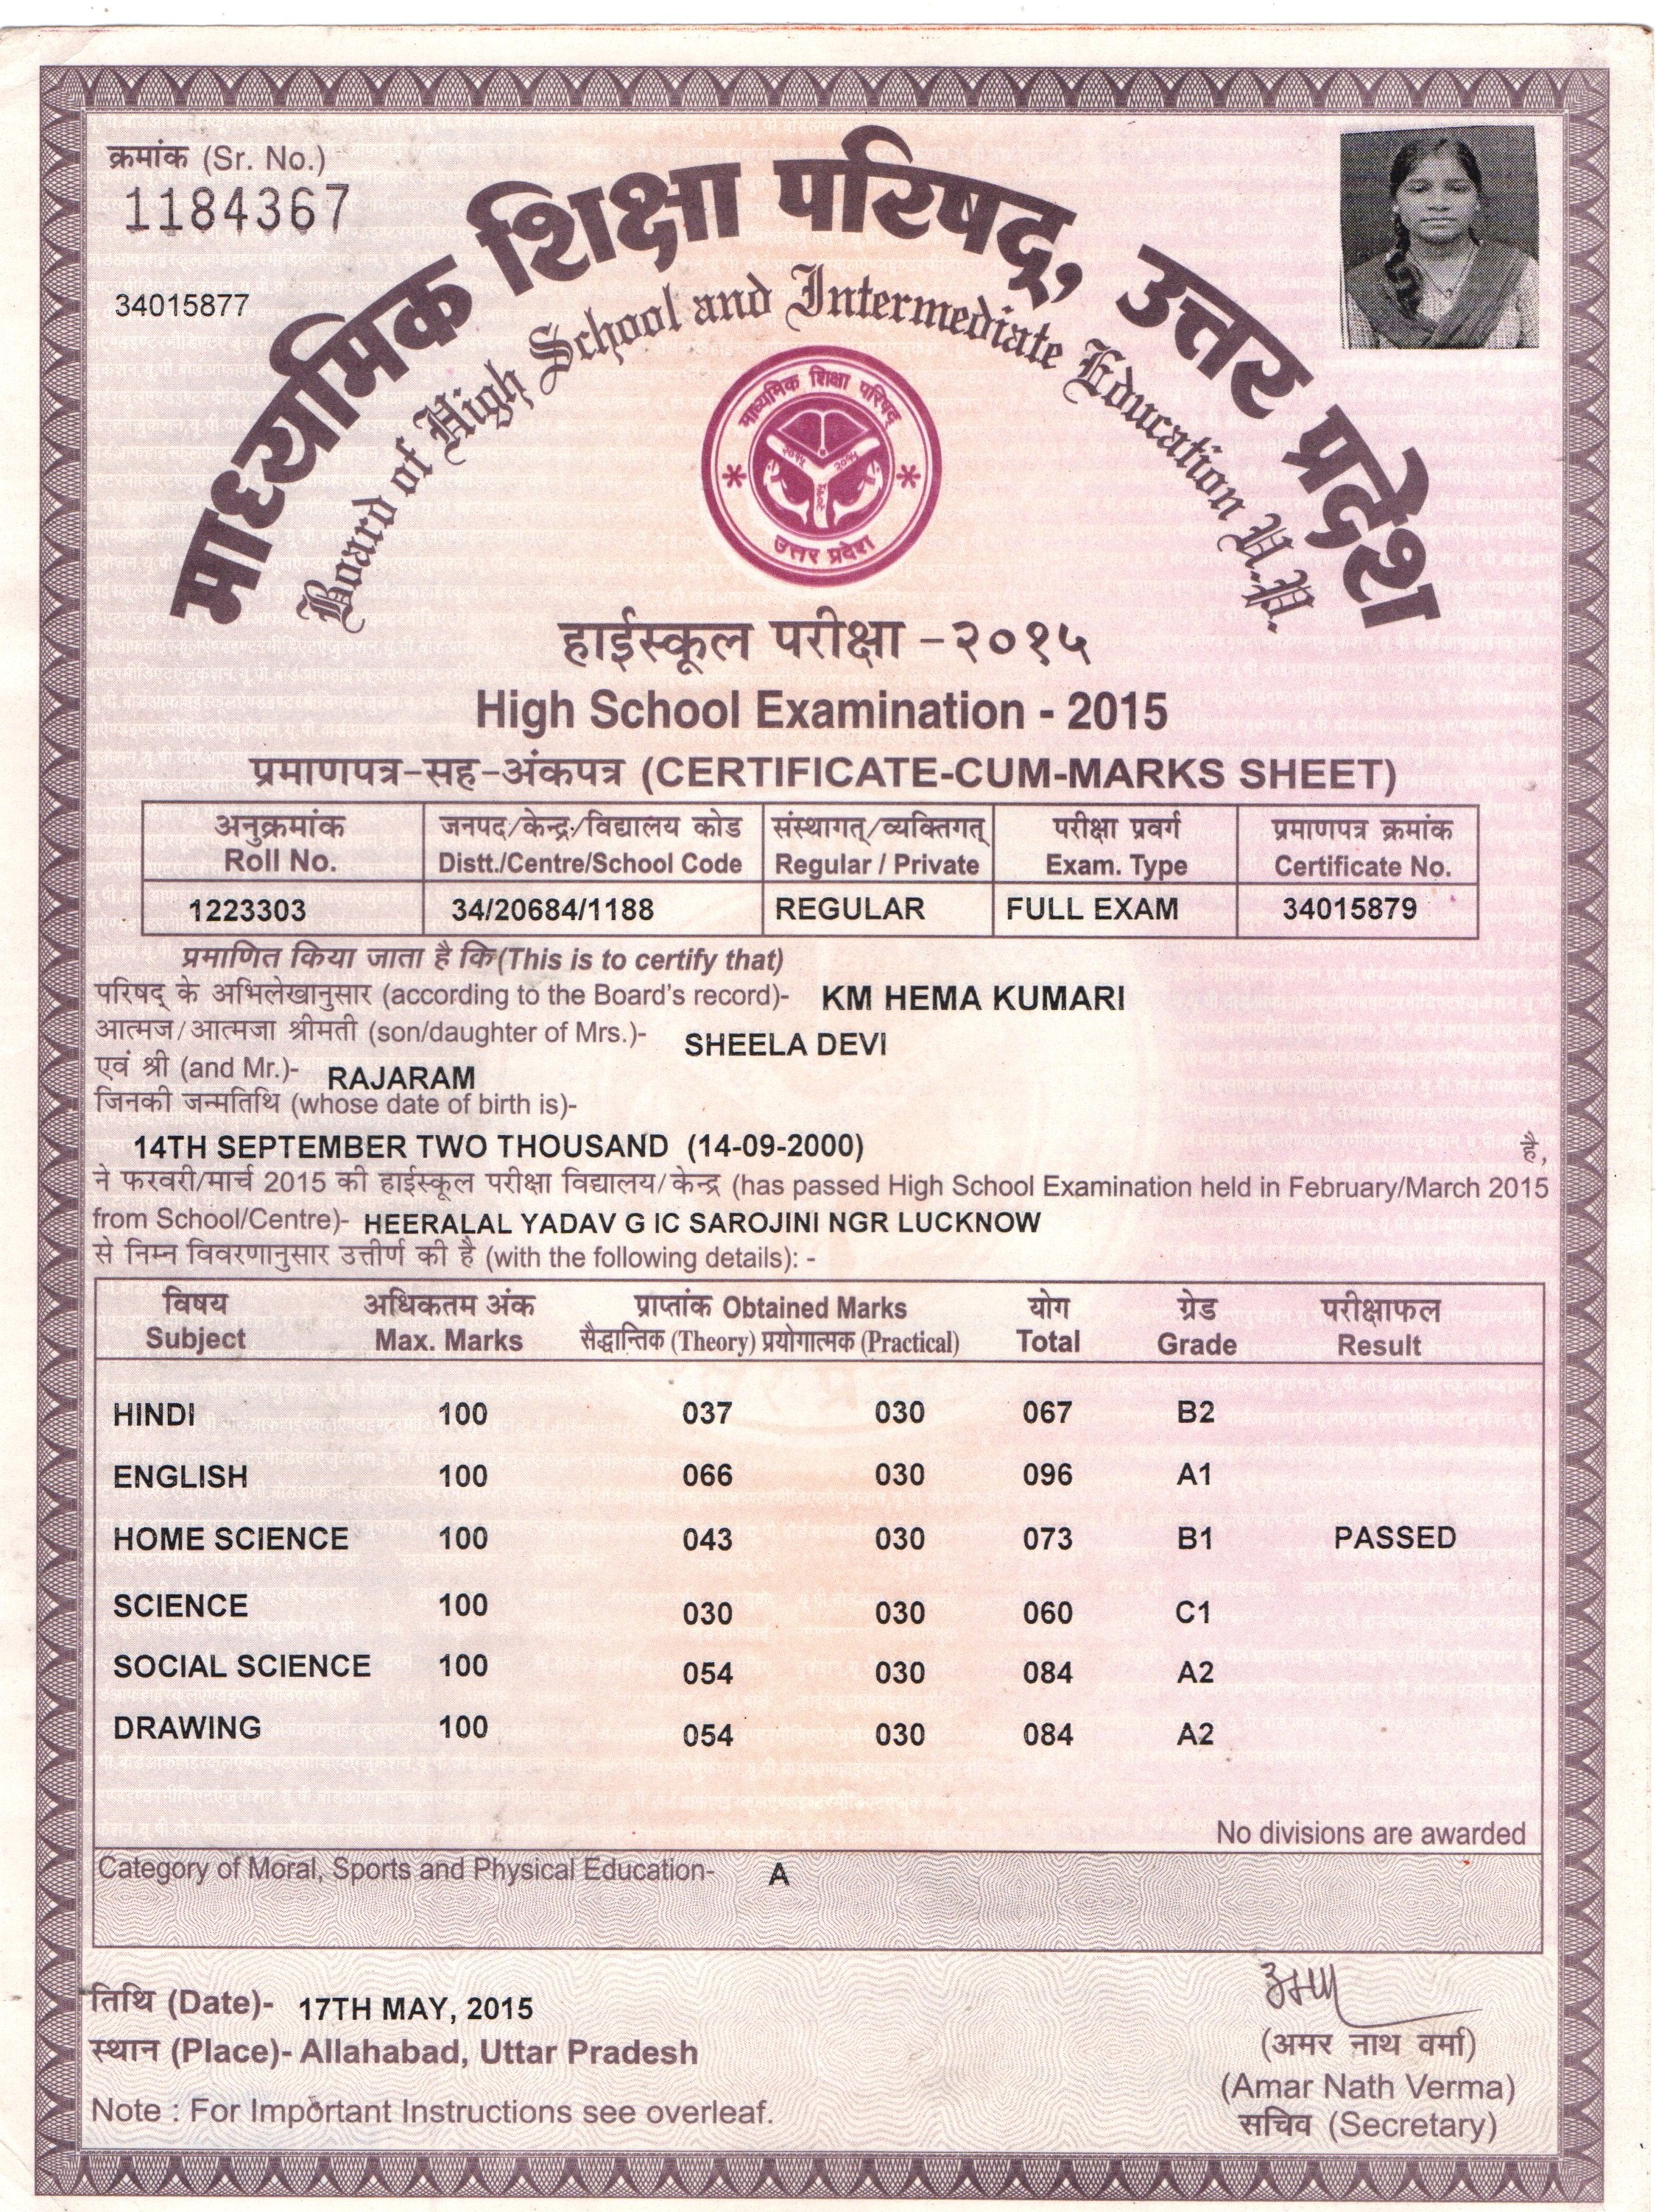 क्रमांक (Sr. No.)
1184367
34015877
माध्यमिक शिक्षा परिषद्, उत्तर प्रदेश
Board of High School and Intermediate Education U.P.
माध्यमिक शिक्षा परिषद्
उत्तर प्रदेश
हाईस्कूल परीक्षा -२०१५
High School Examination - 2015
प्रमाणपत्र-सह-अंकपत्र (CERTIFICATE-CUM-MARKS SHEET)
अनुक्रमांक जनपद/केन्द्र/विद्यालय कोड संस्थागत्/व्यक्तिगत् परीक्षा प्रवर्ग प्रमाणपत्र क्रमांक
Roll No. Distt./Centre/School Code Regular / Private Exam. Type Certificate No.
1223303 34/20684/1188 REGULAR FULL EXAM 34015879
प्रमाणित किया जाता है कि(This is to certify that)
परिषद् के अभिलेखानुसार (according to the Board's record)- KM HEMA KUMARI
आत्मज/आत्मजा श्रीमती (son/daughter of Mrs.)- SHEELA DEVI
एवं श्री (and Mr.)- RAJARAM
जिनकी जन्मतिथि (whose date of birth is)-
14TH SEPTEMBER TWO THOUSAND (14-09-2000) है,
ने फरवरी/मार्च 2015 की हाईस्कूल परीक्षा विद्यालय/केन्द्र (has passed High School Examination held in February/March 2015
from School/Centre)- HEERALAL YADAV G IC SAROJINI NGR LUCKNOW
से निम्न विवरणानुसार उत्तीर्ण की है (with the following details): -
विषय अधिकतम अंक प्राप्तांक Obtained Marks योग ग्रेड परीक्षाफल
Subject Max. Marks सैद्धान्तिक (Theory) प्रयोगात्मक (Practical) Total Grade Result
HINDI 100 037 030 067 B2
ENGLISH 100 066 030 096 A1
HOME SCIENCE 100 043 030 073 B1 PASSED
SCIENCE 100 030 030 060 C1
SOCIAL SCIENCE 100 054 030 084 A2
DRAWING 100 054 030 084 A2
No divisions are awarded
Category of Moral, Sports and Physical Education- A
तिथि (Date)- 17TH MAY, 2015
स्थान (Place)- Allahabad, Uttar Pradesh
Note : For Important Instructions see overleaf.
(अमर नाथ वर्मा)
(Amar Nath Verma)
सचिव (Secretary)